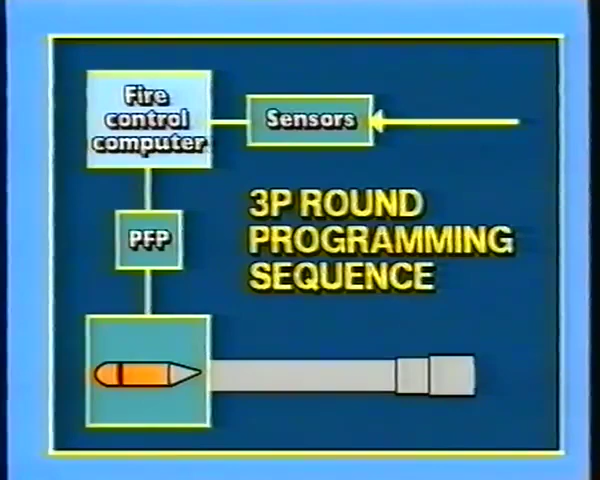 Fire
control
computer
Sensors
3P ROUND
PROGRAMMING
SEQUENCE
PFP